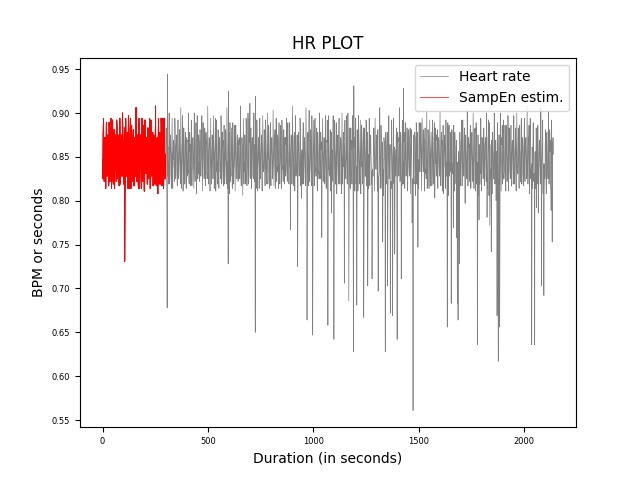 HR PLOT
Heart rate
SampEn estim.
BPM or seconds
0.95
0.90
0.85
0.80
0.75
0.70
0.65
0.60
0.55
0 500 1000 1500 2000
Duration (in seconds)